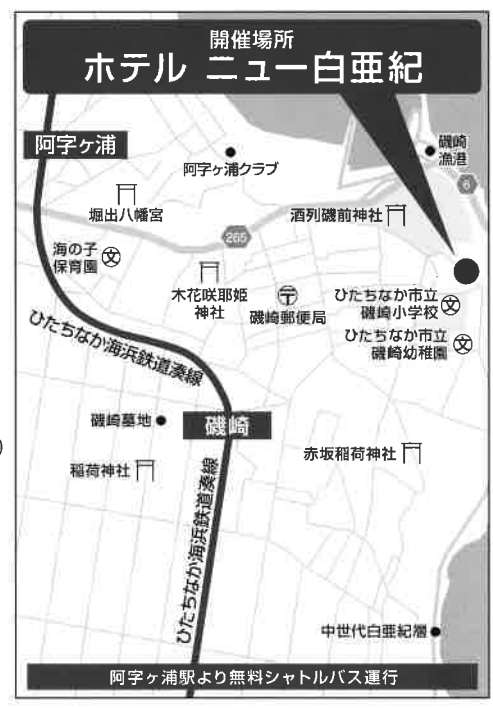 開催場所
ホテル ニュー白亜紀
阿字ヶ浦
磯崎
漁港
阿字ヶ浦クラブ
6
堀出八幡宮
酒列磯前神社
265
海の子
保育園
文
木花咲耶姫
神社
磯崎郵便局
ひたちなか市立
磯崎小学校
文
ひたちなか市立
磯崎幼稚園
文
ひたちなか海浜鉄道湊線
磯崎墓地
磯崎
赤坂稲荷神社
稲荷神社
ひたちなか海浜鉄道湊線
中世代白亜紀層
阿字ヶ浦駅より無料シャトルバス運行